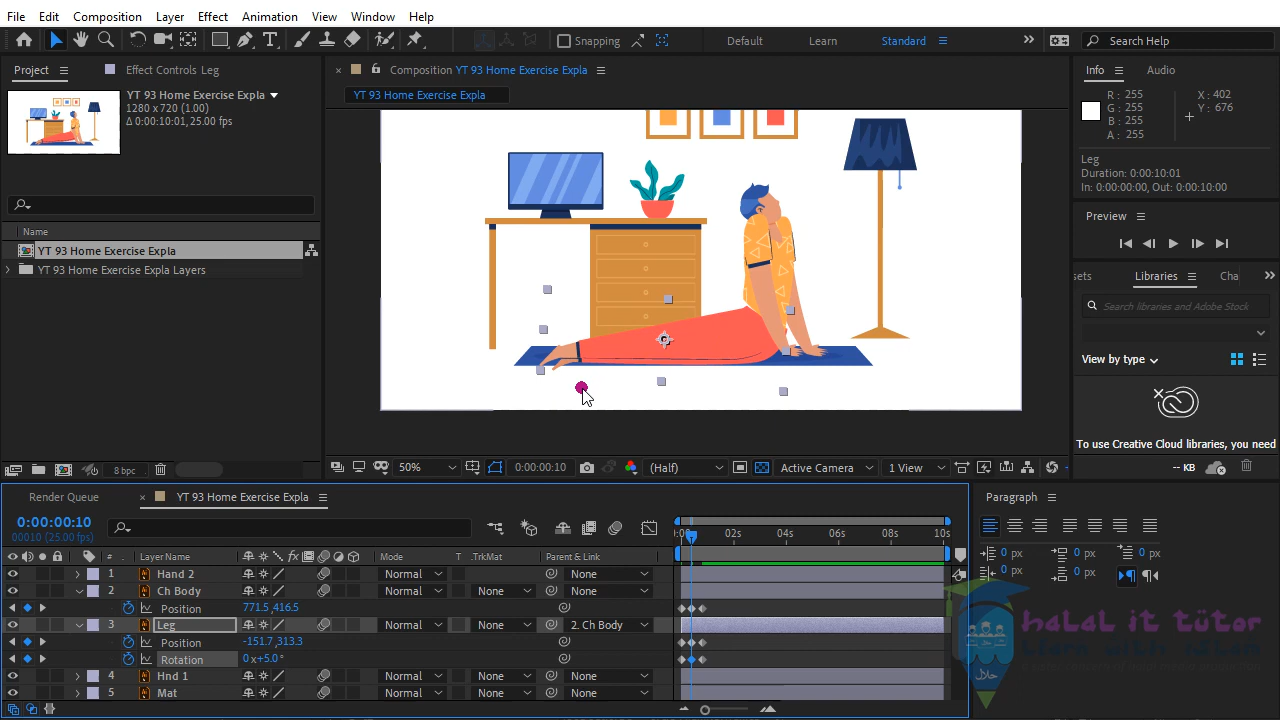 File Edit Composition Layer Effect Animation View Window Help
Snapping Default Learn Standard Search Help
Project Effect Controls Leg
YT 93 Home Exercise Expla
1280 x 720 (1.00)
Δ 0:00:10:01, 25.00 fps
Name
YT 93 Home Exercise Expla
YT 93 Home Exercise Expla Layers
8 bpc
Composition YT 93 Home Exercise Expla
YT 93 Home Exercise Expla
50% 0:00:00:10 (Half) Active Camera 1 View
Info Audio
R : 255
G : 255
B : 255
A : 255
X : 402
Y : 676
Leg
Duration: 0:00:10:01
In: 0:00:00:00, Out: 0:00:10:00
Preview
sets Libraries Cha
Search libraries and Adobe Stock
View by type
To use Creative Cloud libraries, you need
-- KB
Render Queue YT 93 Home Exercise Expla
0:00:00:10
00010 (25.00 fps)
:00s 02s 04s 06s 08s 10s
# Layer Name Mode T .TrkMat Parent & Link
1 Hand 2 Normal None
2 Ch Body Normal None None
Position 771.5,416.5
3 Leg Normal None 2. Ch Body
Position -151.7,313.3
Rotation 0x+5.0°
4 Hnd 1 Normal None None
5 Mat Normal None None
Paragraph
0 px 0 px 0 px
0 px 0 px
halal it tutor